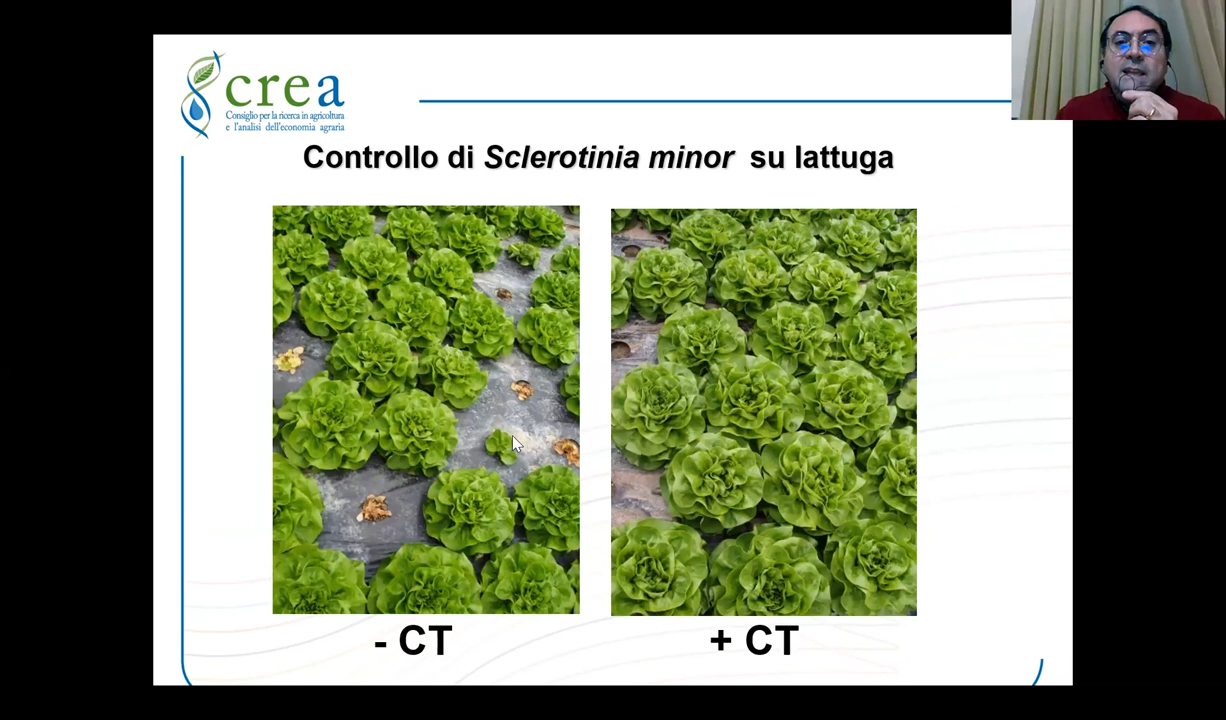 crea
Consiglio per la ricerca in agricoltura
e l'analisi dell'economia agraria
Controllo di Sclerotinia minor su lattuga
- CT
+ CT